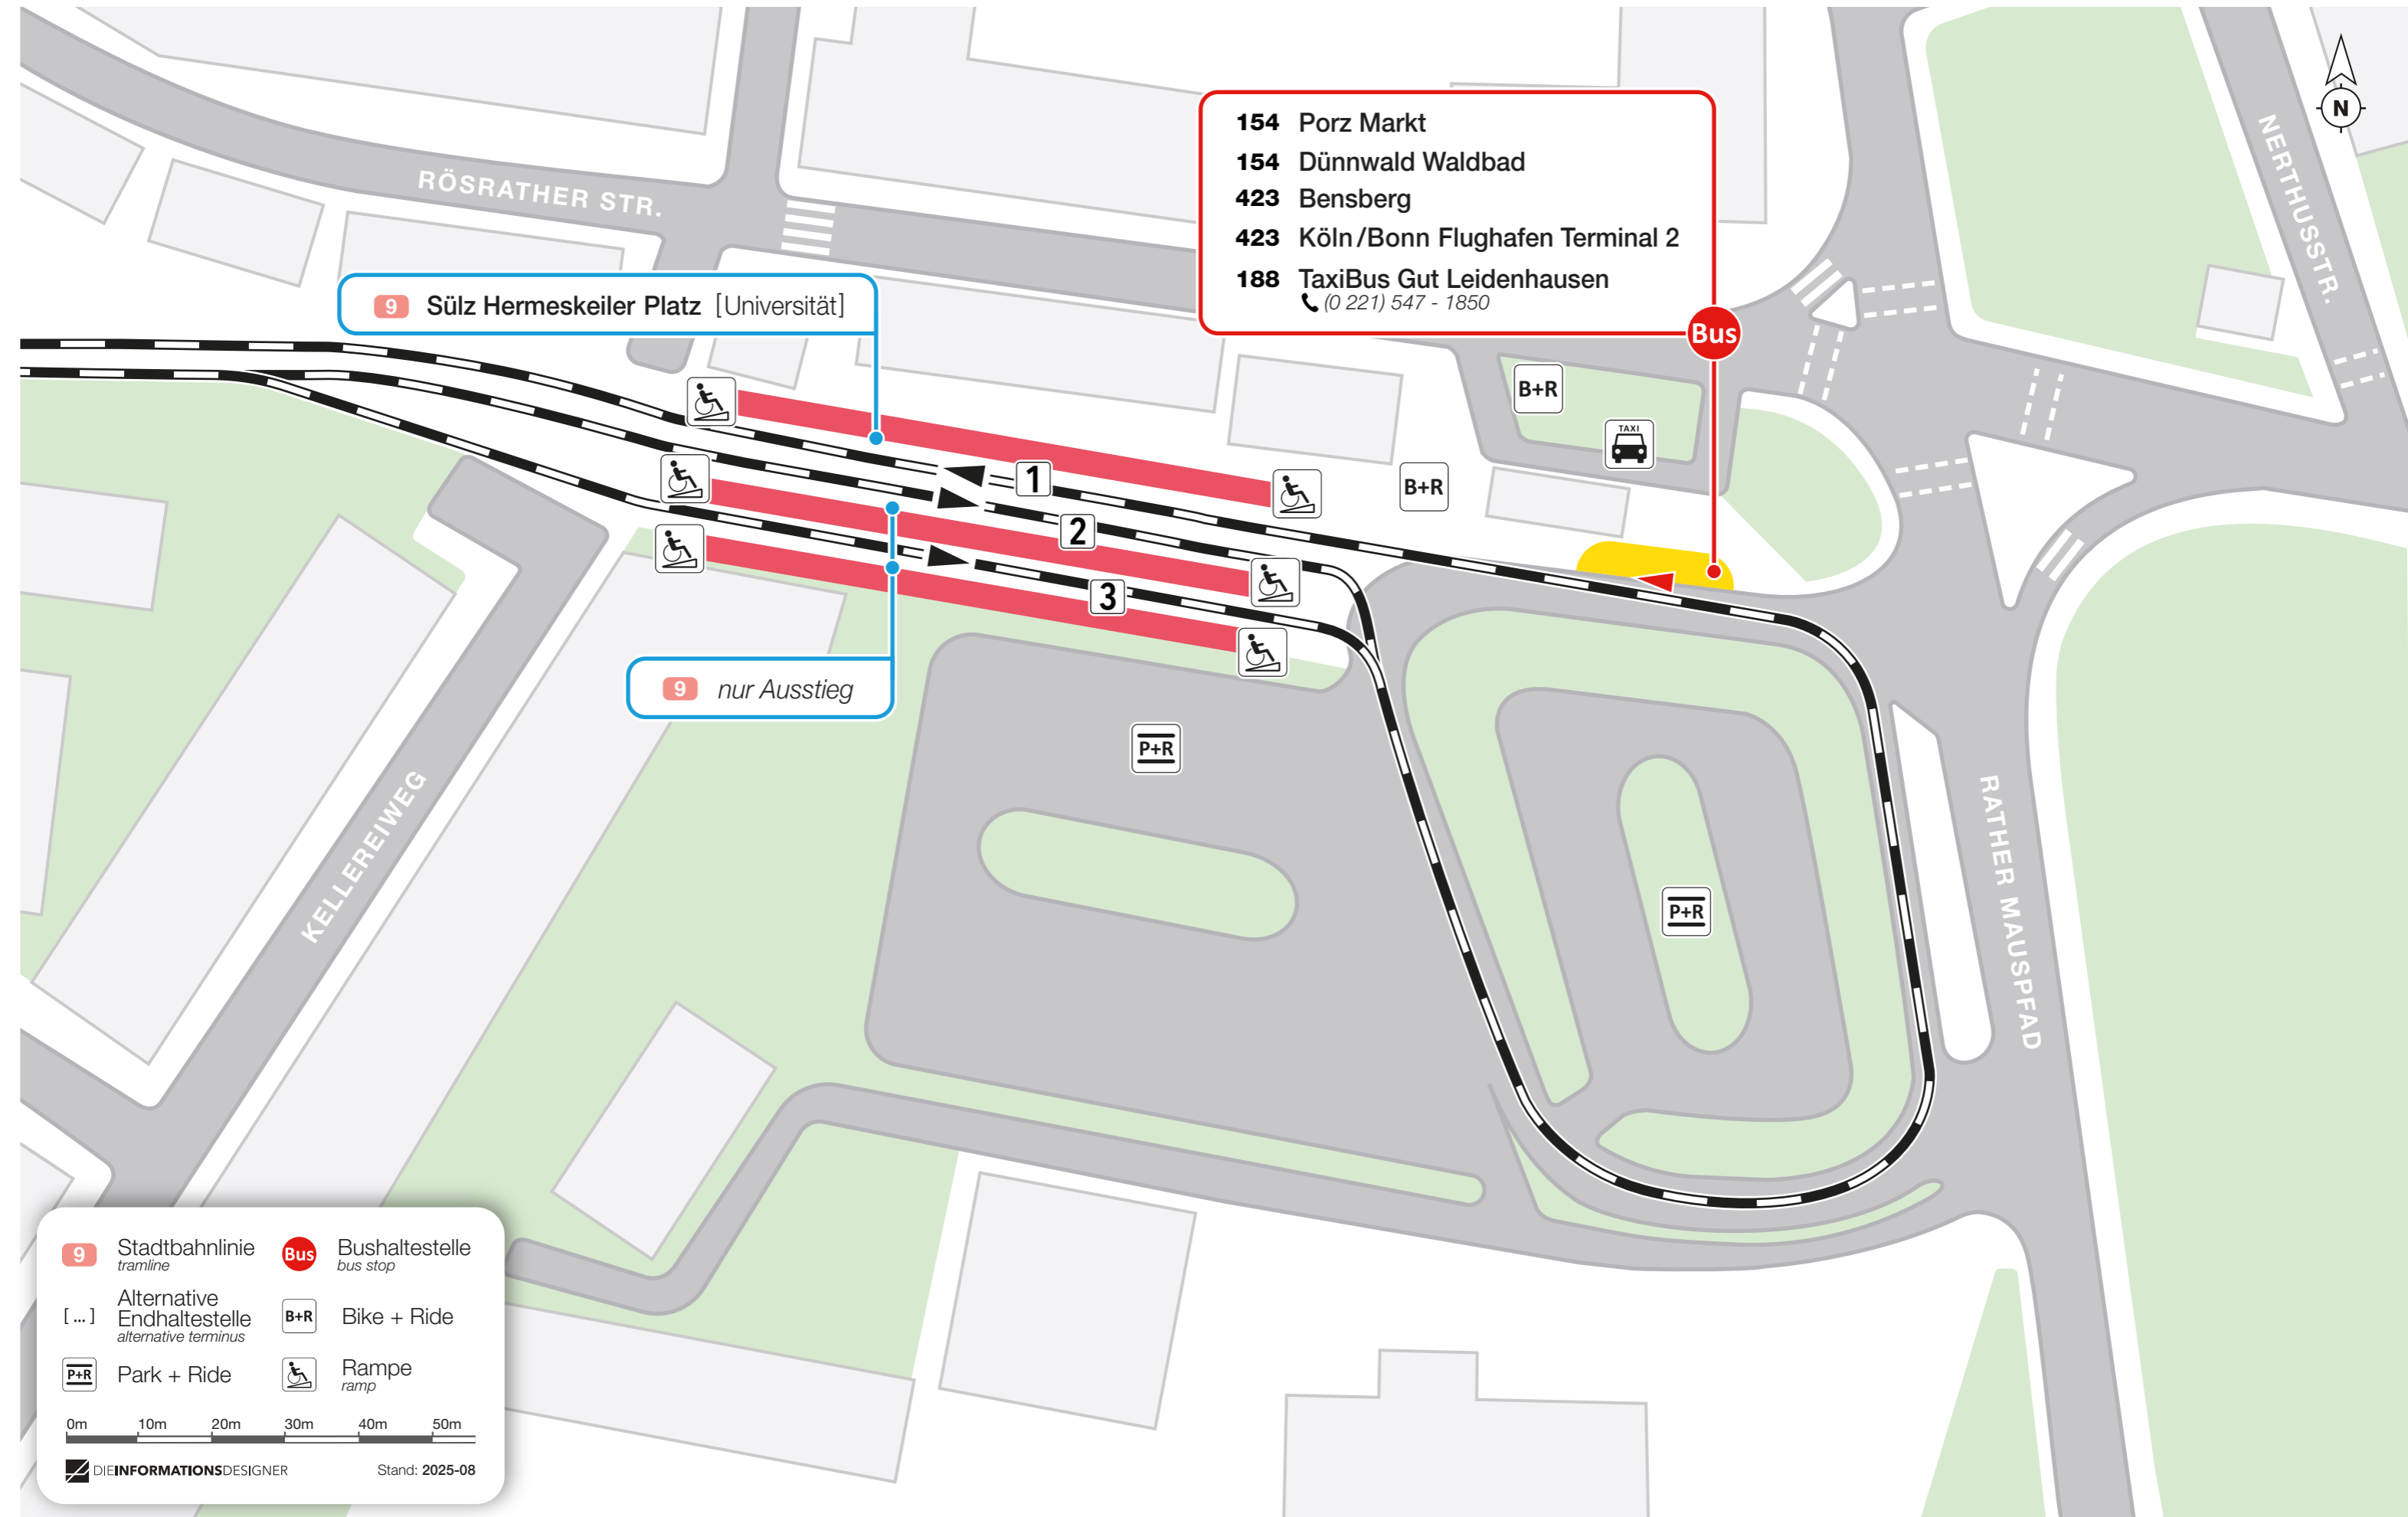 154 Porz Markt
154 Dünnwald Waldbad
423 Bensberg
423 Köln/Bonn Flughafen Terminal 2
188 TaxiBus Gut Leidenhausen
(0 221) 547 - 1850
Bus
N
NERTHUSSTR.
RÖSRATHER STR.
9 Sülz Hermeskeiler Platz [Universität]
B+R
TAXI
B+R
1
2
3
9 nur Ausstieg
P+R
P+R
KELLEREIWEG
RATHER MAUSPFAD
9 Stadtbahnlinie
tramline
Bus Bushaltestelle
bus stop
[...] Alternative
Endhaltestelle
alternative terminus
B+R Bike + Ride
P+R Park + Ride
Rampe
ramp
0m 10m 20m 30m 40m 50m
DIEINFORMATIONSDESIGNER
Stand: 2025-08